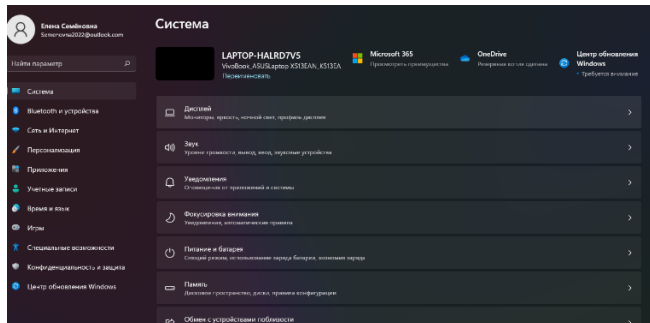 Елена Семёновна
Semenovna2022@outlook.com
Найти параметр
Система
Bluetooth и устройства
Сеть и Интернет
Персонализация
Приложения
Учетные записи
Время и язык
Игры
Специальные возможности
Конфиденциальность и защита
Центр обновления Windows
Система
LAPTOP-HALRD7V5
VivoBook_ASUSLaptop X513EAN_K513EA
Переименовать
Microsoft 365
Просмотреть преимущества
OneDrive
Центр обновления
Windows
• Требуется внимание
Дисплей
Мониторы, яркость, ночной свет, профиль дисплея
Звук
Уровни громкости, вывод, ввод, звуковые устройства
Уведомления
Оповещения от приложений и системы
Фокусировка внимания
Уведомления, автоматические правила
Питание и батарея
Спящий режим, использование заряда батареи, экономия заряда
Память
Дисковое пространство, диски, правила конфигурации
Обмен с устройствами поблизости